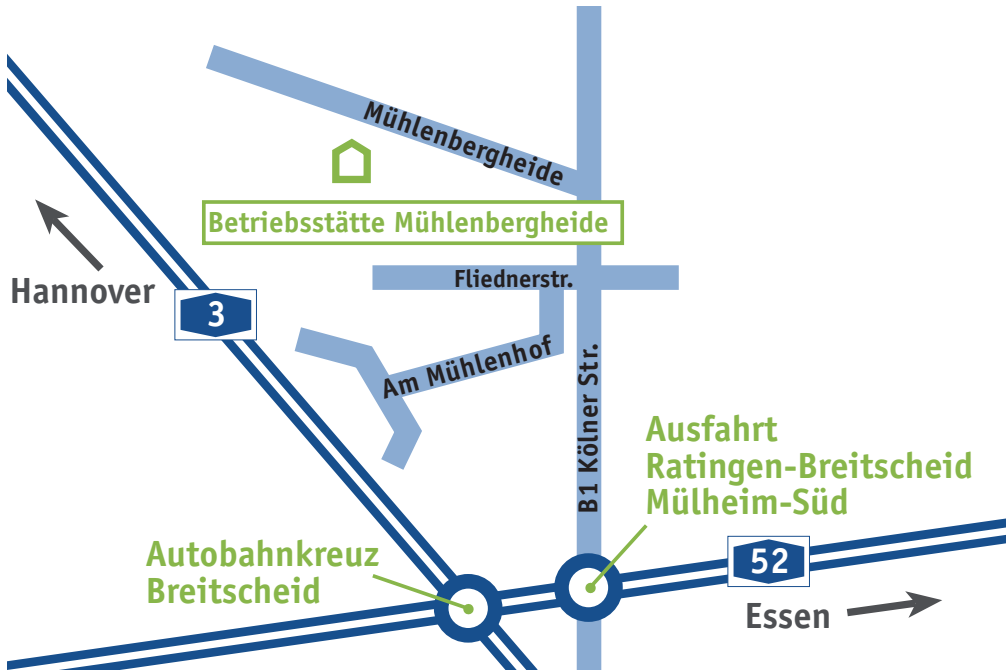 Mühlenbergheide
Betriebsstätte Mühlenbergheide
Fliednerstr.
Hannover
3
Am Mühlenhof
B1 Kölner Str.
Ausfahrt
Ratingen-Breitscheid
Mülheim-Süd
Autobahnkreuz
Breitscheid
52
Essen